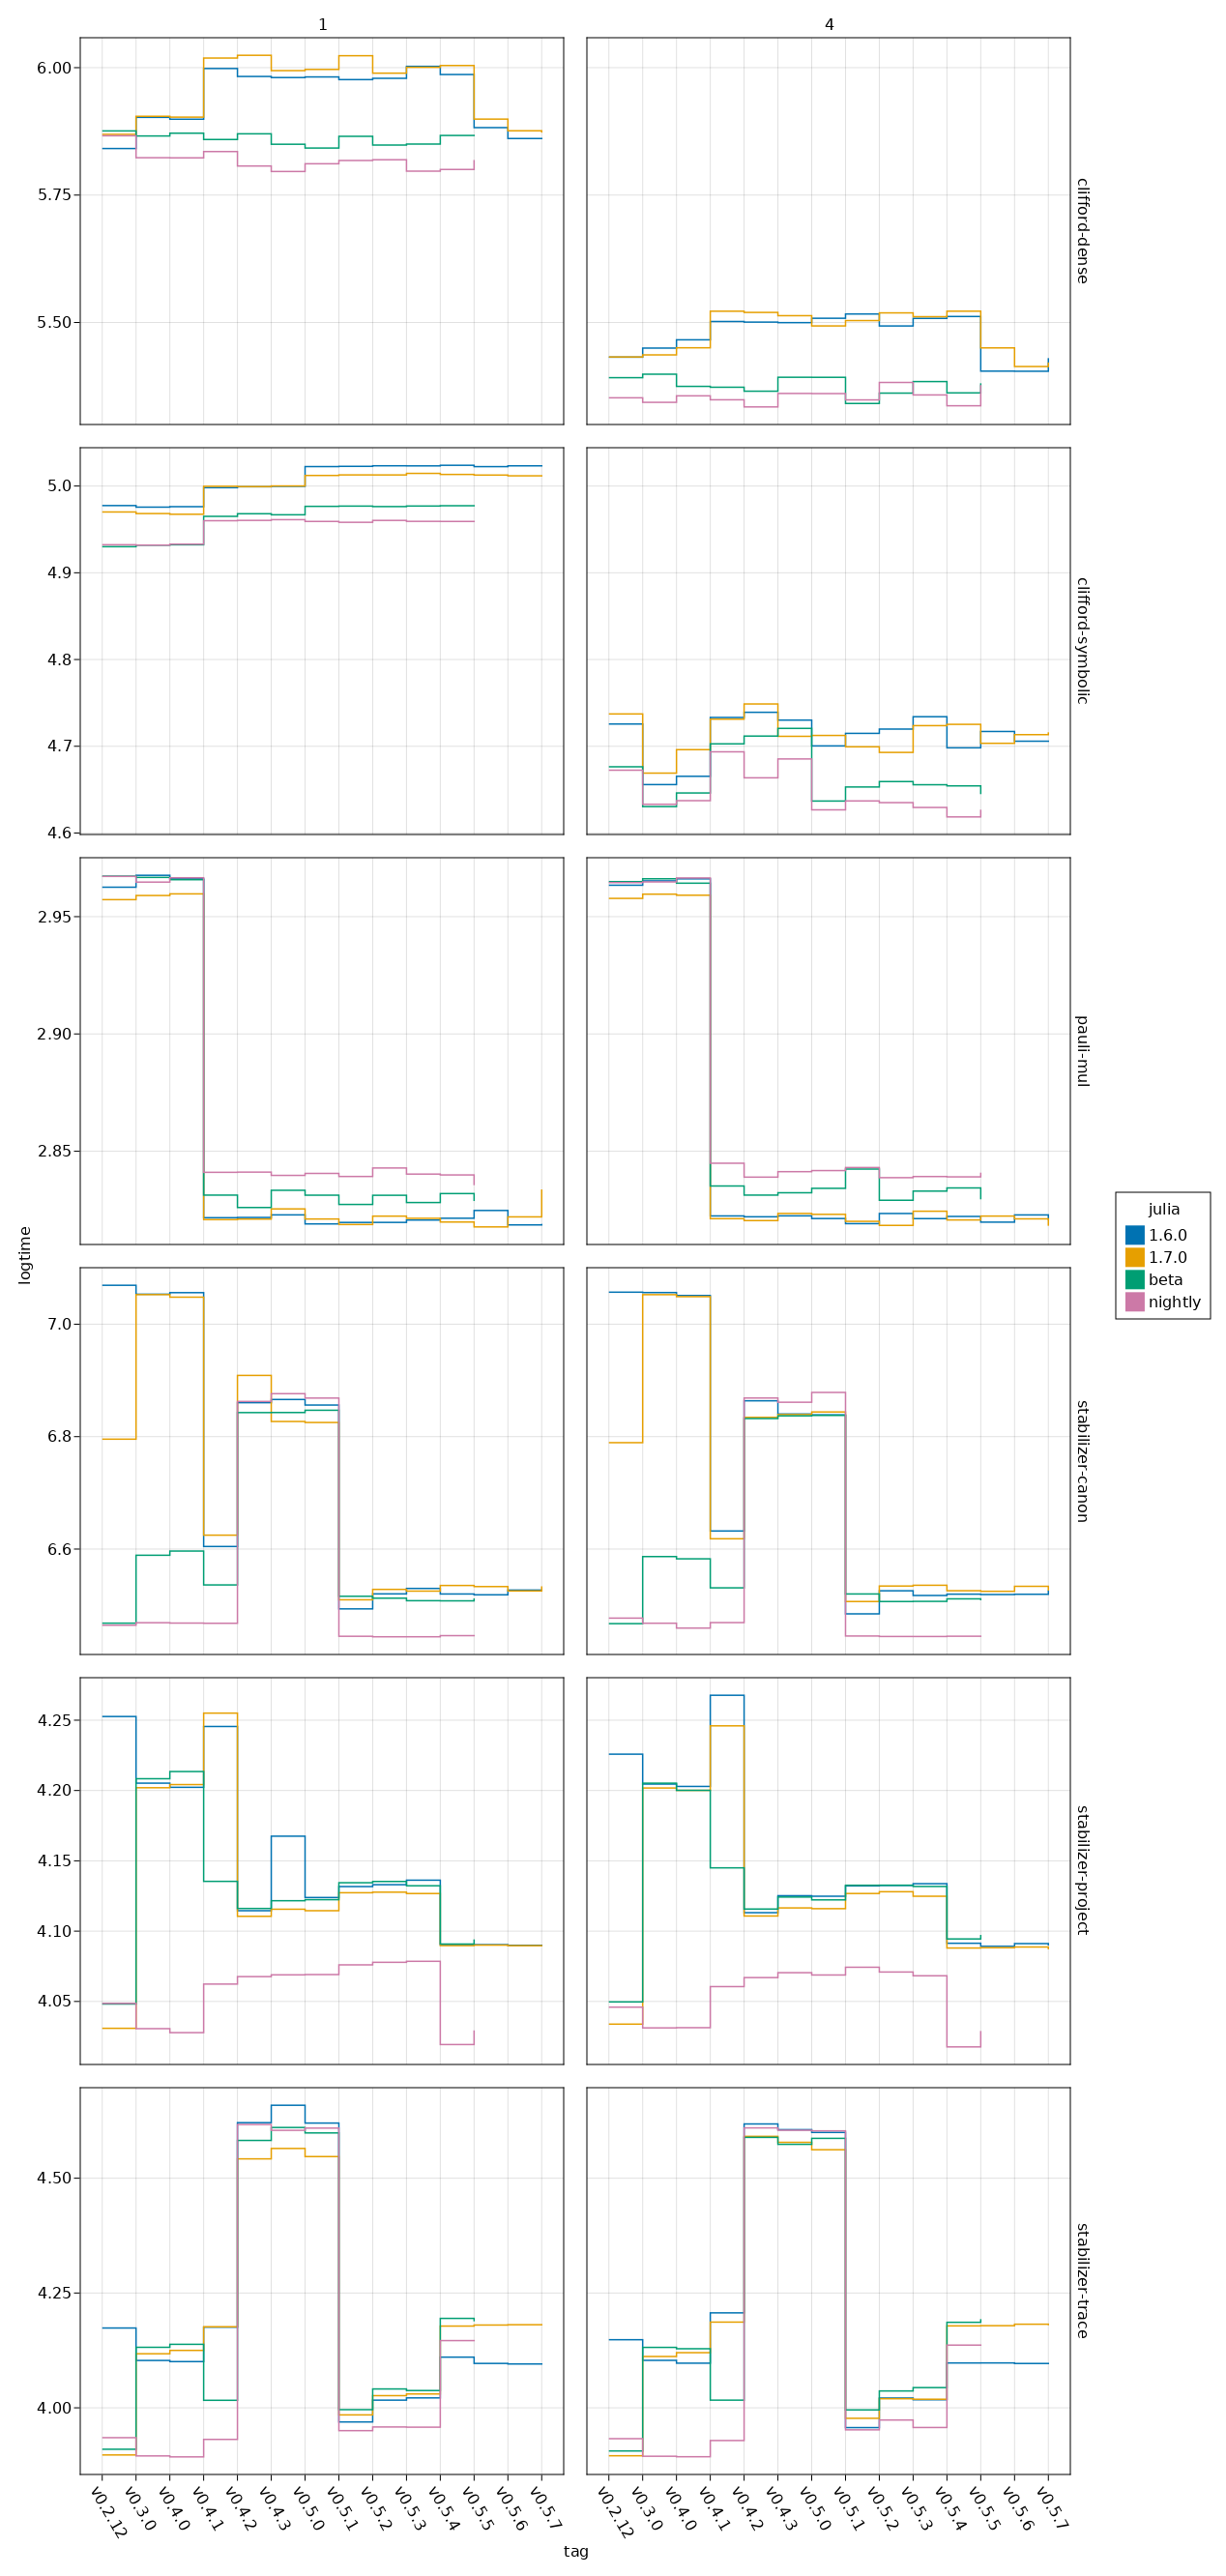 1
4
6.00
5.75
5.50
clifford-dense
5.0
4.9
4.8
4.7
4.6
clifford-symbolic
2.95
2.90
2.85
pauli-mul
logtime
julia
1.6.0
1.7.0
beta
nightly
7.0
6.8
6.6
stabilizer-canon
4.25
4.20
4.15
4.10
4.05
stabilizer-project
4.50
4.25
4.00
stabilizer-trace
v0.2.12
v0.3.0
v0.4.0
v0.4.1
v0.4.2
v0.4.3
v0.5.0
v0.5.1
v0.5.2
v0.5.3
v0.5.4
v0.5.5
v0.5.6
v0.5.7
v0.2.12
v0.3.0
v0.4.0
v0.4.1
v0.4.2
v0.4.3
v0.5.0
v0.5.1
v0.5.2
v0.5.3
v0.5.4
v0.5.5
v0.5.6
v0.5.7
tag